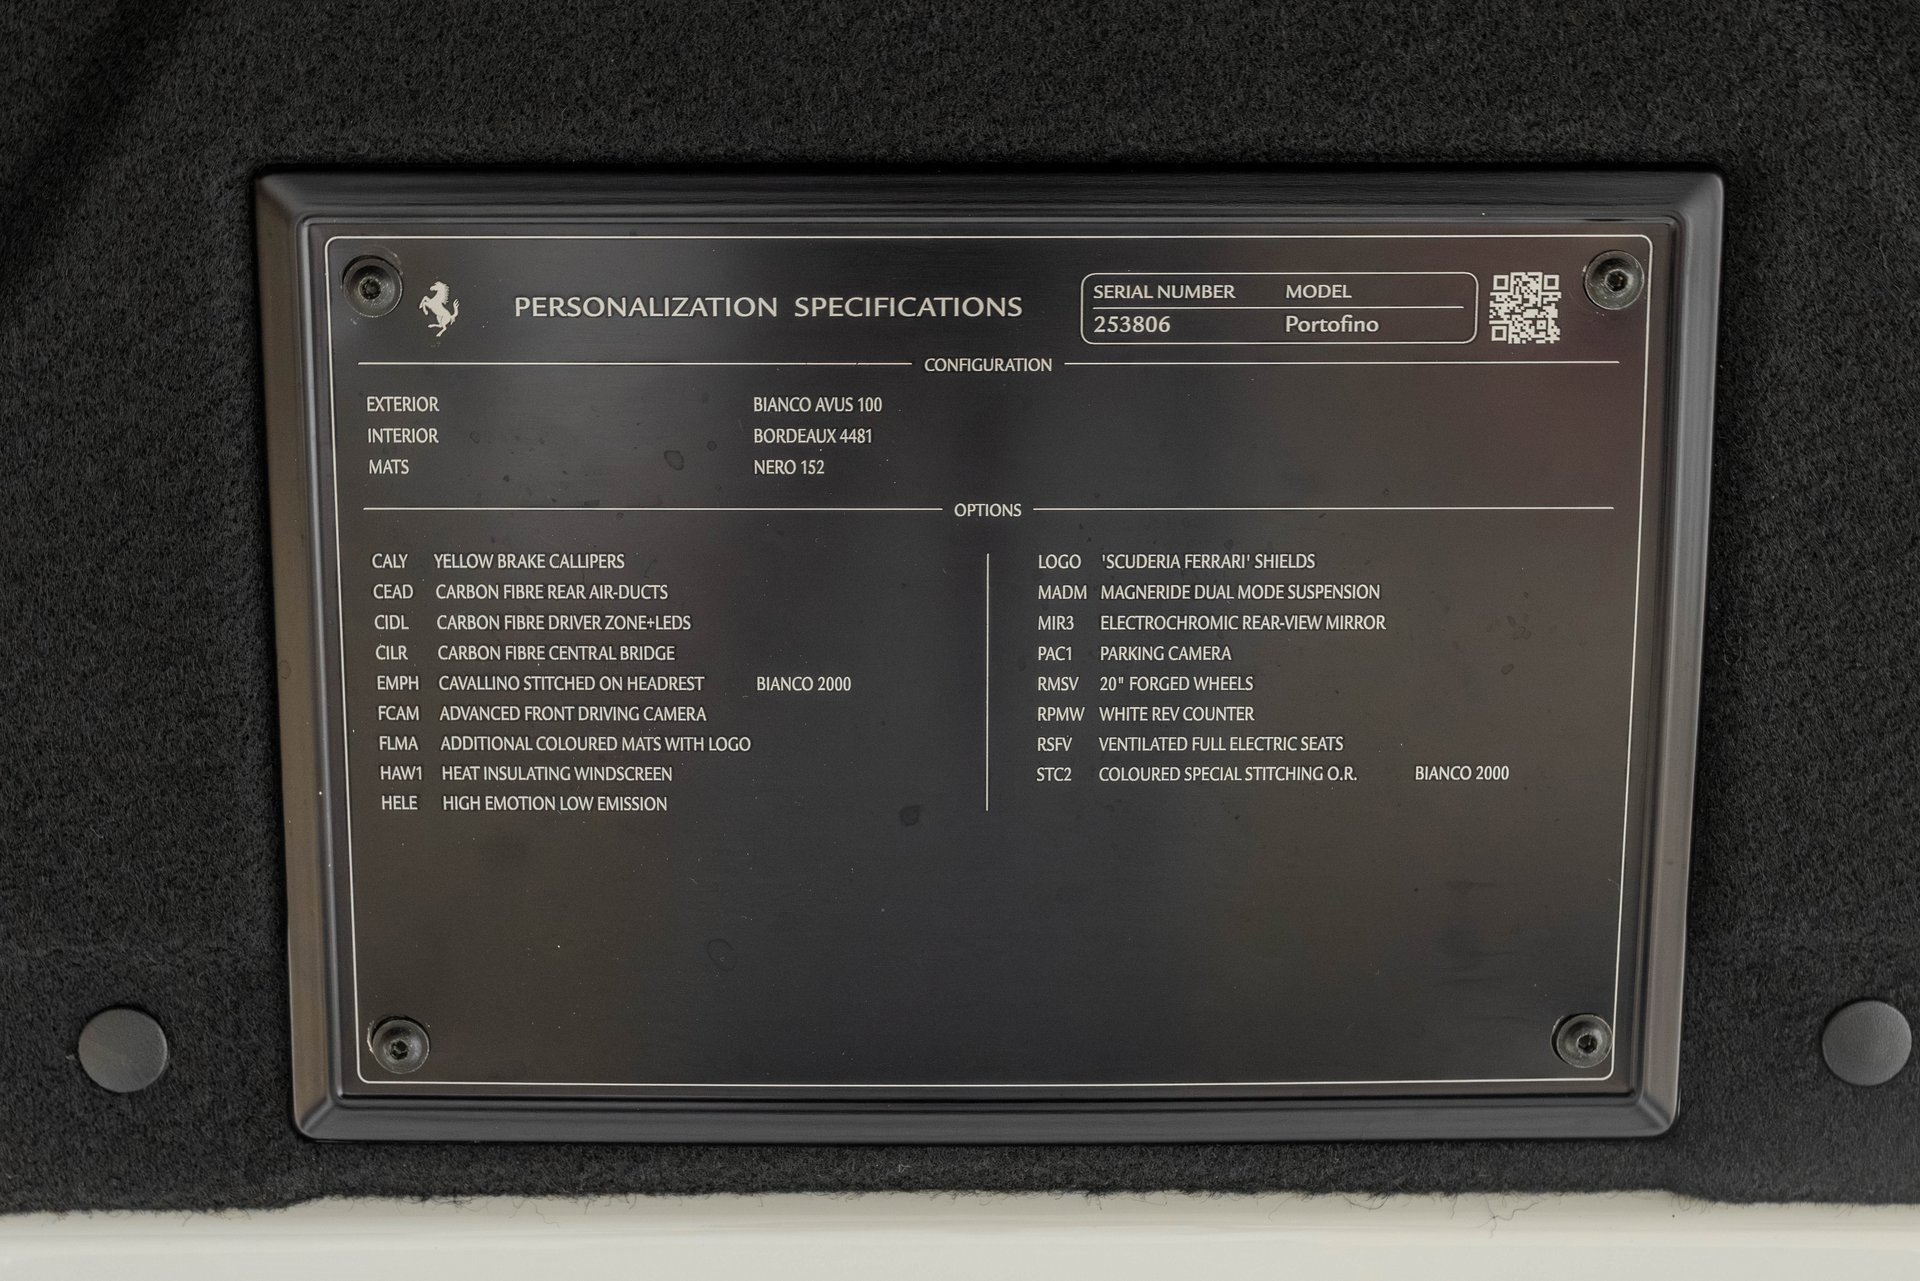 PERSONALIZATION SPECIFICATIONS
SERIAL NUMBER MODEL
253806 Portofino
CONFIGURATION
EXTERIOR BIANCO AVUS 100
INTERIOR BORDEAUX 4481
MATS NERO 152
OPTIONS
CALY YELLOW BRAKE CALLIPERS
CEAD CARBON FIBRE REAR AIR-DUCTS
CIDL CARBON FIBRE DRIVER ZONE+LEDS
CILR CARBON FIBRE CENTRAL BRIDGE
EMPH CAVALLINO STITCHED ON HEADREST BIANCO 2000
FCAM ADVANCED FRONT DRIVING CAMERA
FLMA ADDITIONAL COLOURED MATS WITH LOGO
HAW1 HEAT INSULATING WINDSCREEN
HELE HIGH EMOTION LOW EMISSION
LOGO 'SCUDERIA FERRARI' SHIELDS
MADM MAGNERIDE DUAL MODE SUSPENSION
MIR3 ELECTROCHROMIC REAR-VIEW MIRROR
PAC1 PARKING CAMERA
RMSV 20" FORGED WHEELS
RPMW WHITE REV COUNTER
RSFV VENTILATED FULL ELECTRIC SEATS
STC2 COLOURED SPECIAL STITCHING O.R. BIANCO 2000